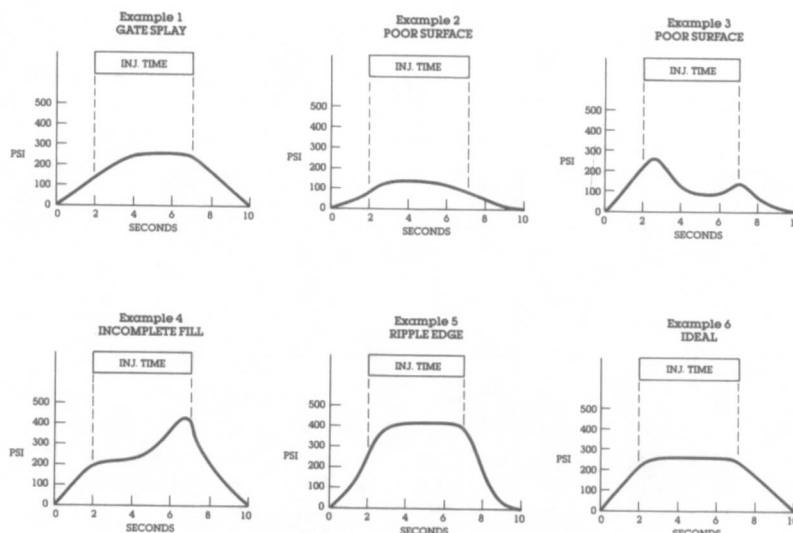 Example 1
GATE SPLAY
INJ. TIME
500
400
300
200
100
0
PSI
0 2 4 6 8 10
SECONDS
Example 2
POOR SURFACE
INJ. TIME
500
400
300
200
100
0
PSI
0 2 4 6 8 10
SECONDS
Example 3
POOR SURFACE
INJ. TIME
500
400
300
200
100
0
PSI
0 2 4 6 8 10
SECONDS
Example 4
INCOMPLETE FILL
INJ. TIME
500
400
300
200
100
0
PSI
0 2 4 6 8 10
SECONDS
Example 5
RIPPLE EDGE
INJ. TIME
500
400
300
200
100
0
PSI
0 2 4 6 8 10
SECONDS
Example 6
IDEAL
INJ. TIME
500
400
300
200
100
0
PSI
0 2 4 6 8 10
SECONDS